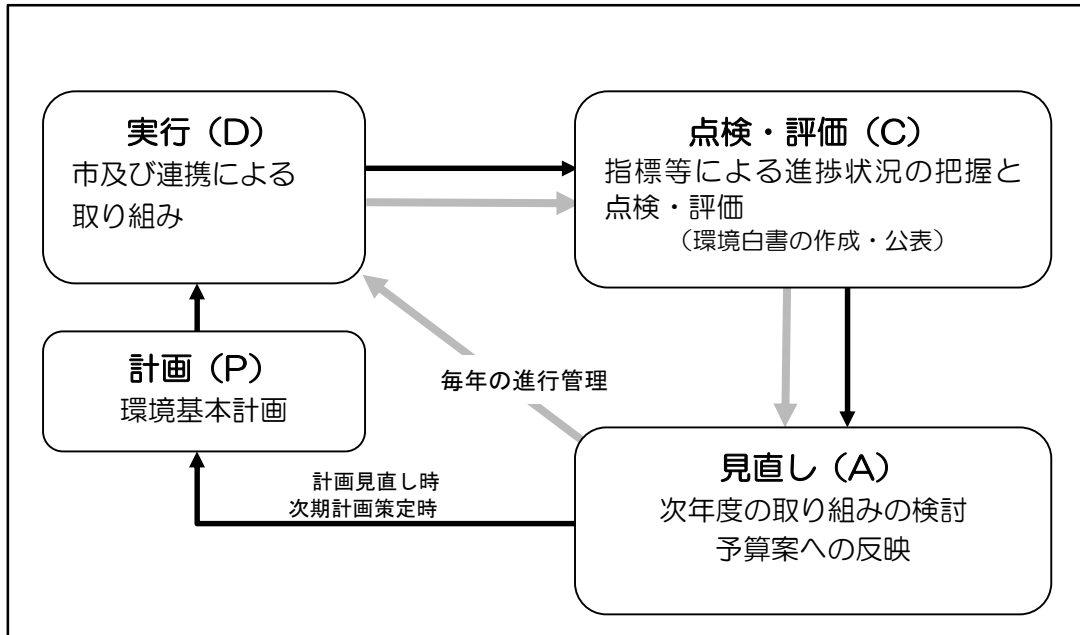 実行（D）
市及び連携による
取り組み
点検・評価（C）
指標等による進捗状況の把握と
点検・評価
（環境白書の作成・公表）
計画（P）
環境基本計画
毎年の進行管理
計画見直し時
次期計画策定時
見直し（A）
次年度の取り組みの検討
予算案への反映